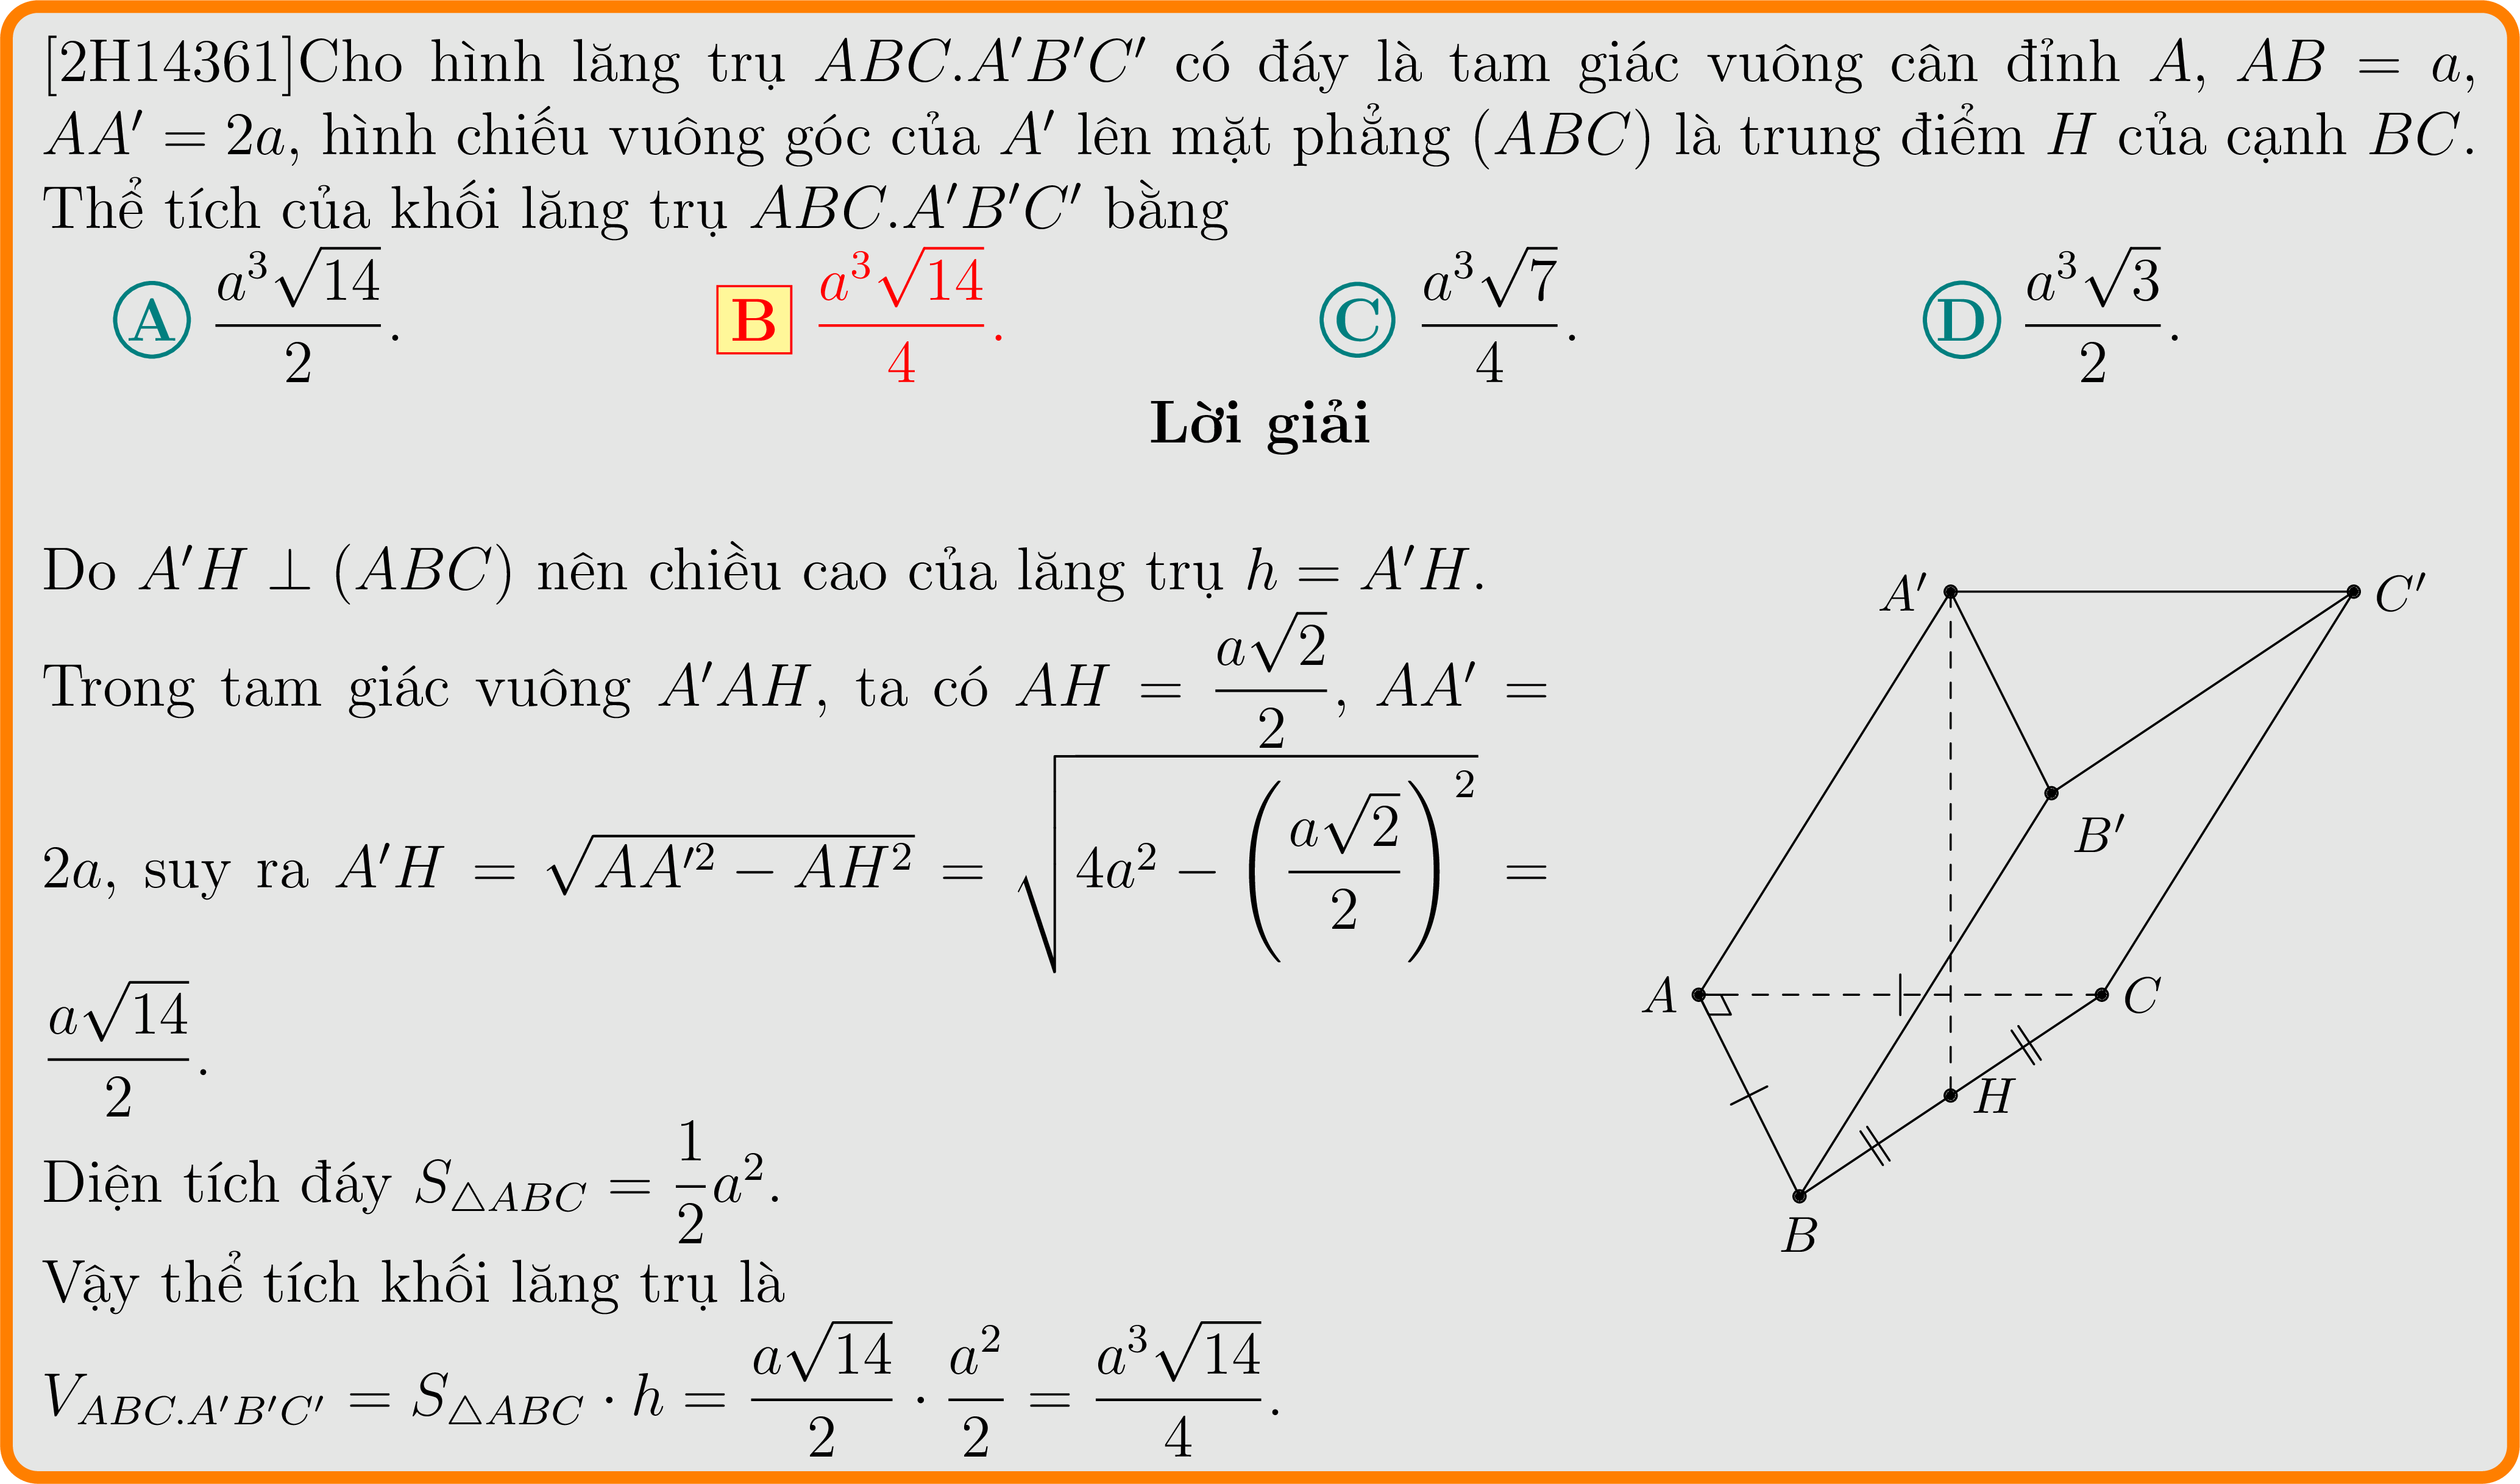 [2H14361]Cho hình lăng trụ ABC.A′B′C′ có đáy là tam giác vuông cân đỉnh A, AB = a,
AA′ = 2a, hình chiếu vuông góc của A′ lên mặt phẳng (ABC) là trung điểm H của cạnh BC.
Thể tích của khối lăng trụ ABC.A′B′C′ bằng
A $\frac{a^3\sqrt{14}}{2}$. B $\frac{a^3\sqrt{14}}{4}$. C $\frac{a^3\sqrt{7}}{4}$. D $\frac{a^3\sqrt{3}}{2}$.
Lời giải
Do A′H ⊥ (ABC) nên chiều cao của lăng trụ h = A′H.
Trong tam giác vuông A′AH, ta có AH = $\frac{a\sqrt{2}}{2}$, AA′ =
2a, suy ra A′H = $\sqrt{AA'^2 - AH^2}$ = $\sqrt{4a^2 - \left(\frac{a\sqrt{2}}{2}\right)^2}$ =
$\frac{a\sqrt{14}}{2}$.
Diện tích đáy $S_{\triangle ABC} = \frac{1}{2}a^2$.
Vậy thể tích khối lăng trụ là
$V_{ABC.A'B'C'} = S_{\triangle ABC} \cdot h = \frac{a\sqrt{14}}{2} \cdot \frac{a^2}{2} = \frac{a^3\sqrt{14}}{4}$.
A′
C′
B′
A
C
H
B